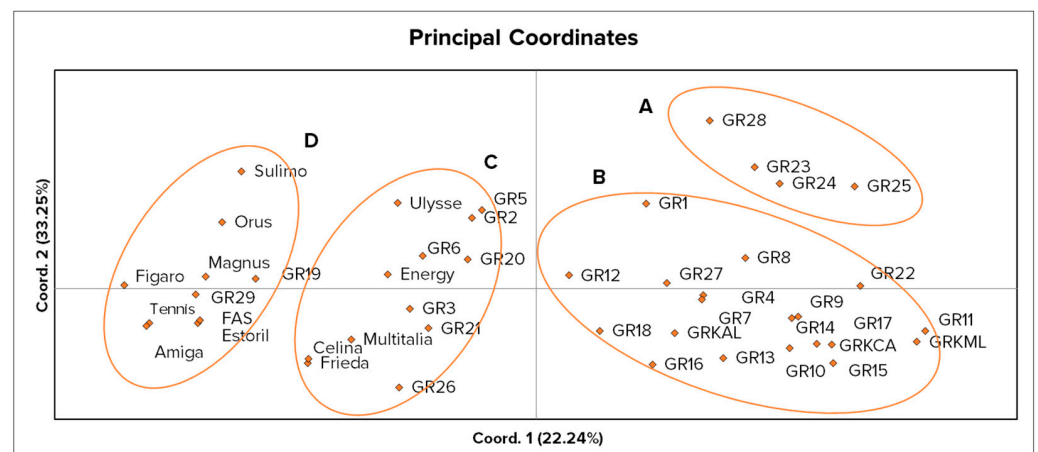 Principal Coordinates
A
GR28
D
GR23
C
Sulimo
B
GR24
GR25
Ulysse
GR5
GR1
GR2
Orus
GR6
GR8
Magnus
GR20
Figaro
GR19
Energy
GR12
GR27
GR22
GR29
GR4
GR9
Tennis
GR3
FAS
GR7
GR11
GR21
GR14
GR17
Estoril
Multitalia
GR18
GRKAL
GRKML
Celina
GRKCA
Amiga
Frieda
GR16
GR13
GR10
GR15
GR26
Coord. 2 (33.25%)
Coord. 1 (22.24%)